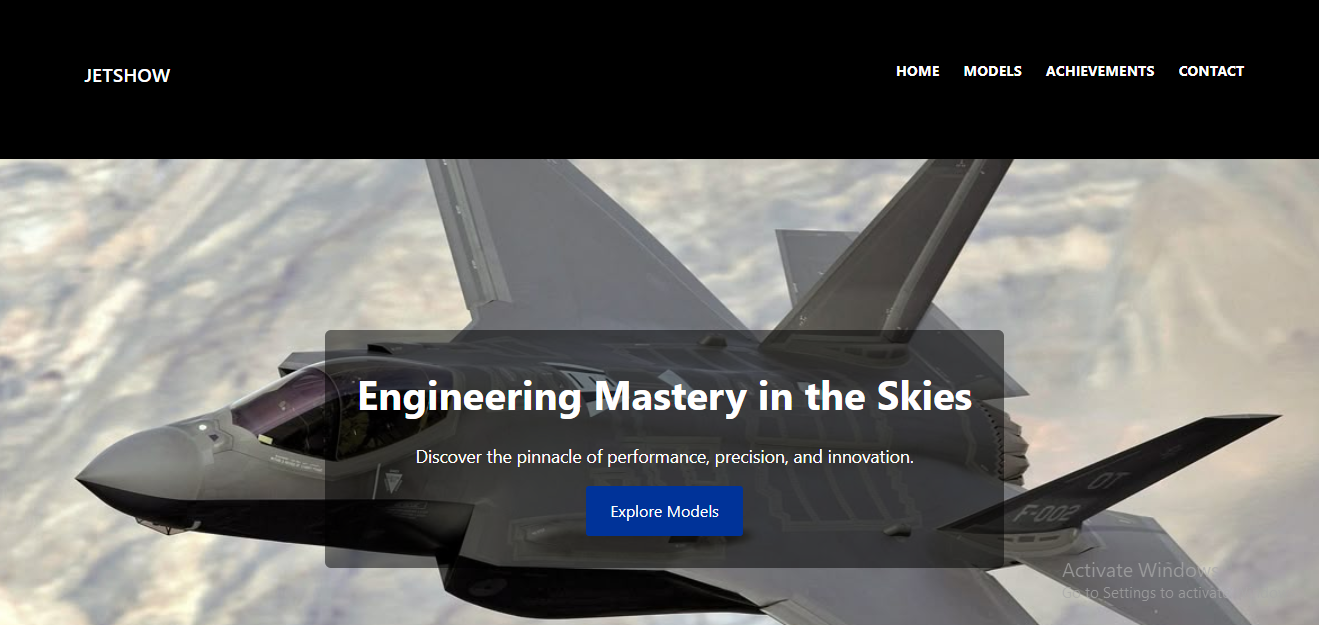 JETSHOW
HOME MODELS ACHIEVEMENTS CONTACT
Engineering Mastery in the Skies
Discover the pinnacle of performance, precision, and innovation.
Explore Models
OT
F-002
Activate Windows
Go to Settings to activate